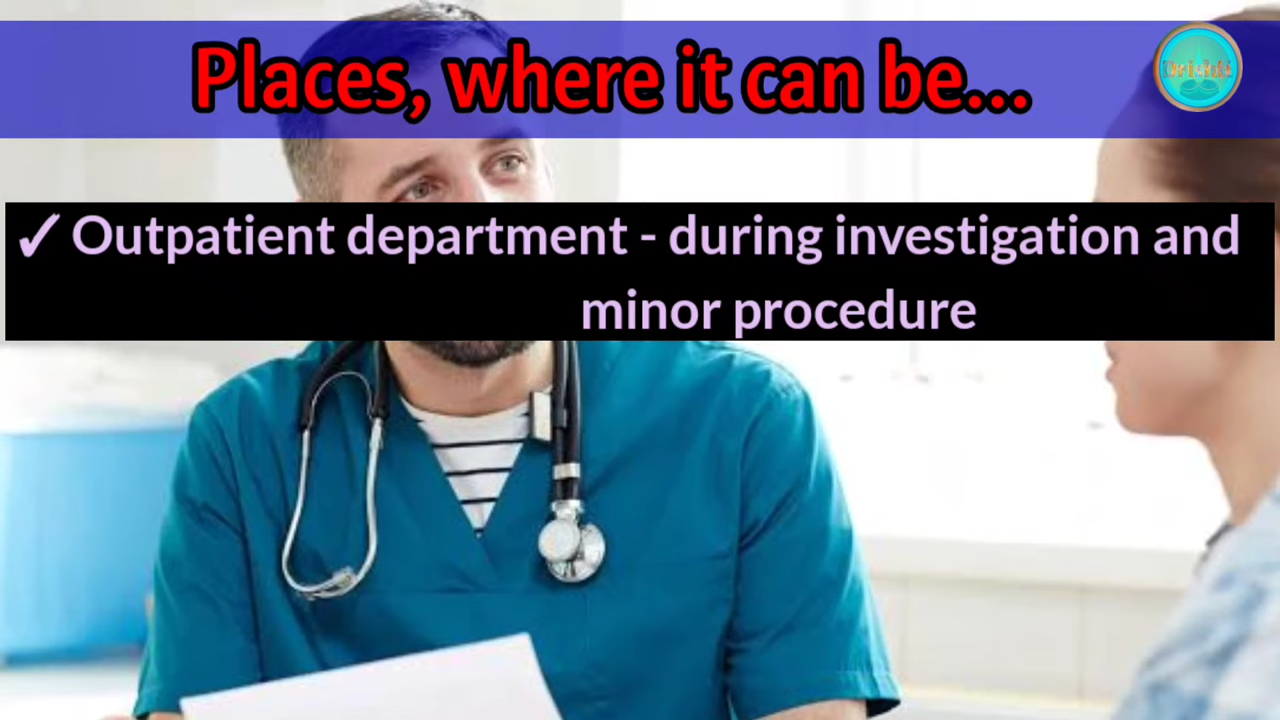 Places, where it can be...
✓ Outpatient department - during investigation and
minor procedure